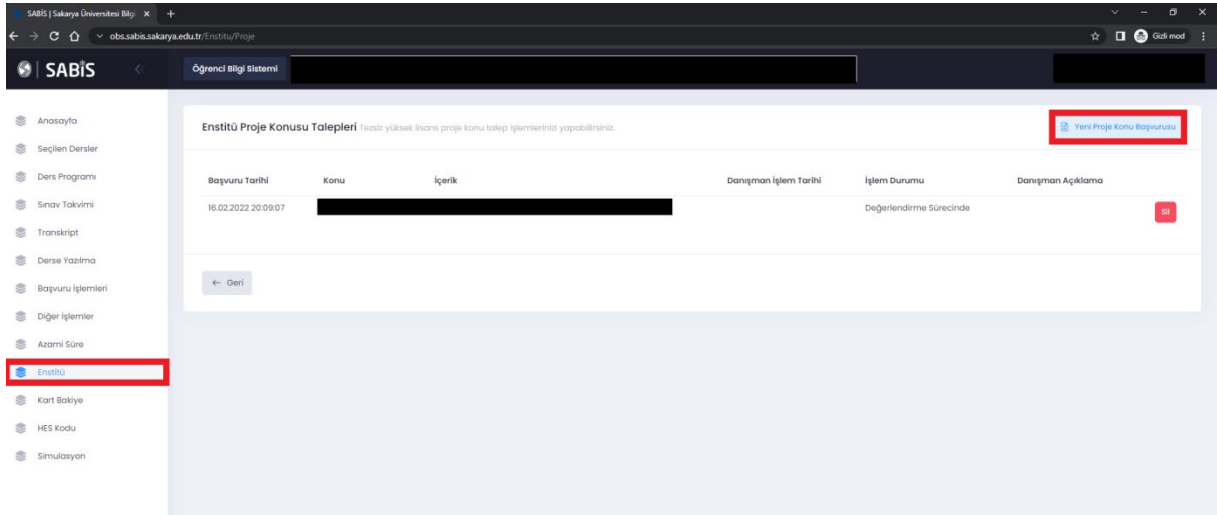 SABİS | Sakarya Üniversitesi Bilgi
obs.sabis.sakarya.edu.tr/Enstitu/Proje
Gizli mod
SABİS
Öğrenci Bilgi Sistemi
Anasayfa
Seçilen Dersler
Ders Programı
Sınav Takvimi
Transkript
Derse Yazılma
Başvuru İşlemleri
Diğer İşlemler
Azami Süre
Enstitü
Kart Bakiye
HES Kodu
Simulasyon
Enstitü Proje Konusu Talepleri Tezsiz yüksek lisans proje konu talep işlemlerinizi yapabilirsiniz.
Yeni Proje Konu Başvurusu
Başvuru Tarihi Konu İçerik Danışman İşlem Tarihi İşlem Durumu Danışman Açıklama
16.02.2022 20:09:07 Değerlendirme Sürecinde Sil
← Geri